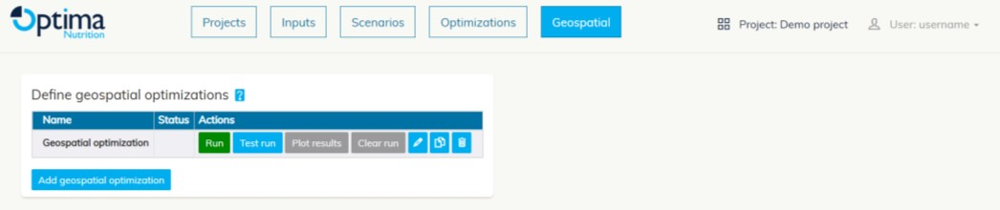 Optima
Nutrition
Projects Inputs Scenarios Optimizations Geospatial Project: Demo project User: username
Define geospatial optimizations ?
Name Status Actions
Geospatial optimization Run Test run Plot results Clear run
Add geospatial optimization